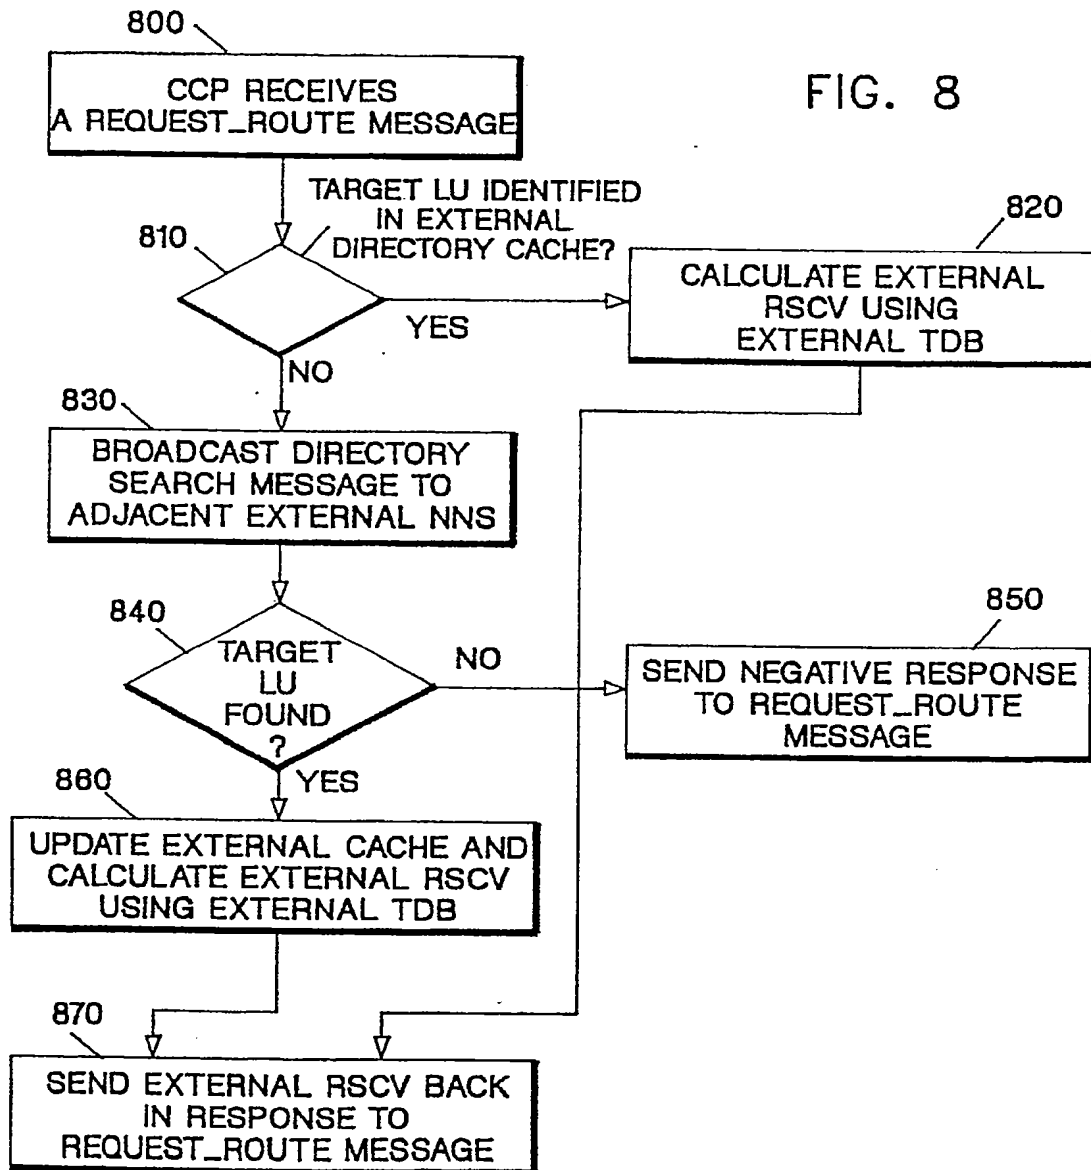 800
CCP RECEIVES
A REQUEST_ROUTE MESSAGE
FIG. 8
TARGET LU IDENTIFIED
IN EXTERNAL
DIRECTORY CACHE?
810
YES
NO
820
CALCULATE EXTERNAL
RSCV USING
EXTERNAL TDB
830
BROADCAST DIRECTORY
SEARCH MESSAGE TO
ADJACENT EXTERNAL NNS
840
TARGET
LU
FOUND
?
NO
YES
850
SEND NEGATIVE RESPONSE
TO REQUEST_ROUTE
MESSAGE
860
UPDATE EXTERNAL CACHE AND
CALCULATE EXTERNAL RSCV
USING EXTERNAL TDB
870
SEND EXTERNAL RSCV BACK
IN RESPONSE TO
REQUEST_ROUTE MESSAGE